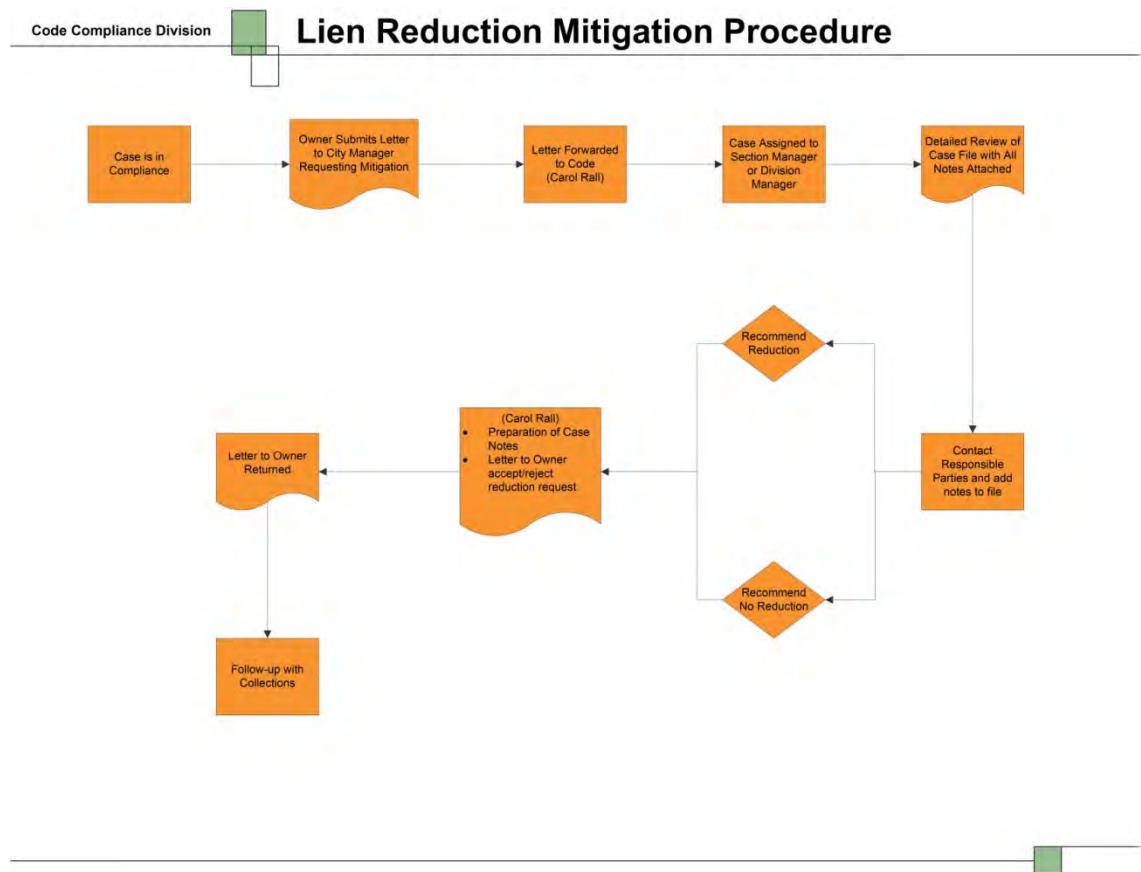 Code Compliance Division
Lien Reduction Mitigation Procedure
Case is in
Compliance
Owner Submits Letter
to City Manager
Requesting Mitigation
Letter Forwarded
to Code
(Carol Rall)
Case Assigned to
Section Manager
or Division
Manager
Detailed Review of
Case File with All
Notes Attached
Contact
Responsible
Parties and add
notes to file
Recommend
Reduction
Recommend
No Reduction
(Carol Rall)
• Preparation of Case
Notes
• Letter to Owner
accept/reject
reduction request
Letter to Owner
Returned
Follow-up with
Collections